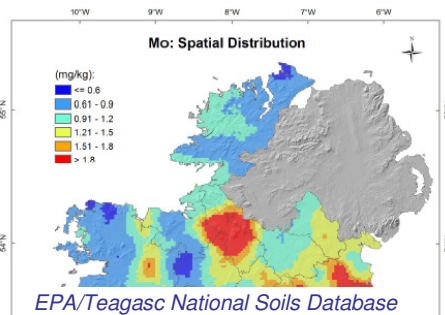 10°W 9°W 8°W 7°W 6°W
Mo: Spatial Distribution
(mg/kg):
<= 0.6
0.61 - 0.9
0.91 - 1.2
1.21 - 1.5
1.51 - 1.8
> 1.8
54°N
EPA/Teagasc National Soils Database